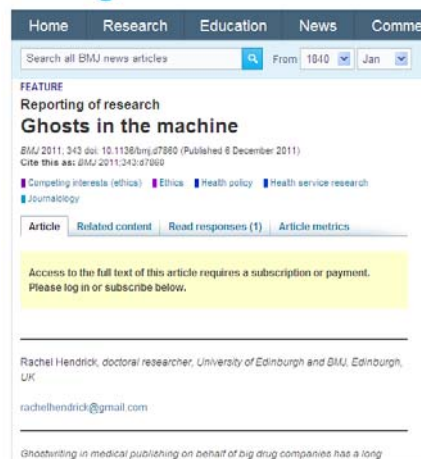 Home Research Education News Comme
Search all BMJ news articles From 1840 Jan
FEATURE
Reporting of research
Ghosts in the machine
BMJ 2011; 343 doi: 10.1136/bmj.d7860 (Published 6 December 2011)
Cite this as: BMJ 2011;343:d7860
Competing interests (ethics) Ethics Health policy Health service research
Journalology
Article Related content Read responses (1) Article metrics
Access to the full text of this article requires a subscription or payment.
Please log in or subscribe below.
Rachel Hendrick, doctoral researcher, University of Edinburgh and BMJ, Edinburgh,
UK
rachelhendrick@gmail.com
Ghostwriting in medical publishing on behalf of big drug companies has a long